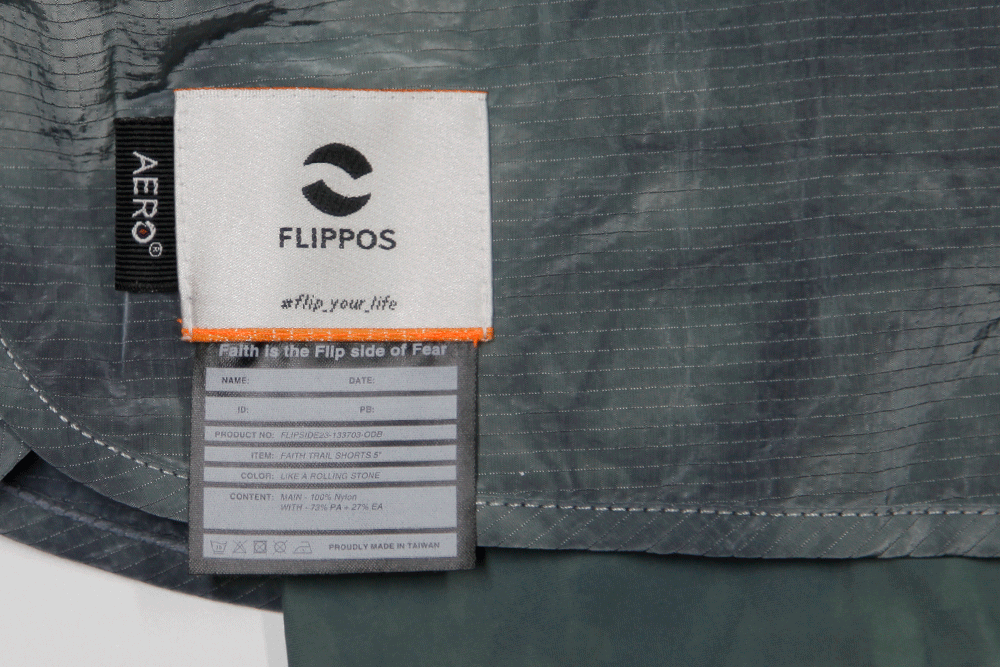 AERO®
FLIPPOS
#flip_your_life
Faith is the Flip side of Fear
NAME: DATE:
ID: PB:
PRODUCT NO: FLIPSIDE23-133703-ODB
ITEM: FAITH TRAIL SHORTS 5"
COLOR: LIKE A ROLLING STONE
CONTENT: MAIN - 100% Nylon
WITH - 73% PA + 27% EA
PROUDLY MADE IN TAIWAN